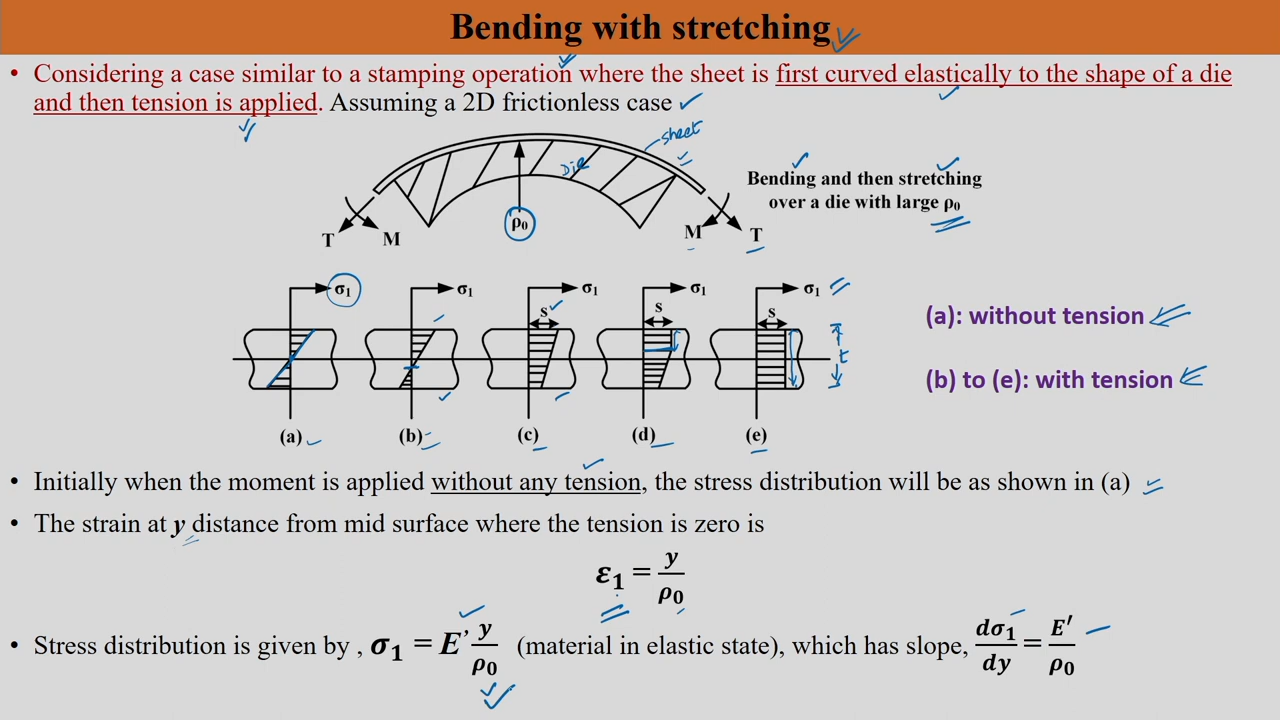 Bending with stretching
• Considering a case similar to a stamping operation where the sheet is first curved elastically to the shape of a die
and then tension is applied. Assuming a 2D frictionless case
sheet
Die
Bending and then stretching
over a die with large ρ₀
ρ₀
T M M T
σ₁ σ₁ σ₁ σ₁ σ₁
s s s
t
(a) (b) (c) (d) (e)
(a): without tension
(b) to (e): with tension
• Initially when the moment is applied without any tension, the stress distribution will be as shown in (a)
• The strain at y distance from mid surface where the tension is zero is
ε₁ = y/ρ₀
• Stress distribution is given by , σ₁ = E' y/ρ₀ (material in elastic state), which has slope, dσ₁/dy = E'/ρ₀